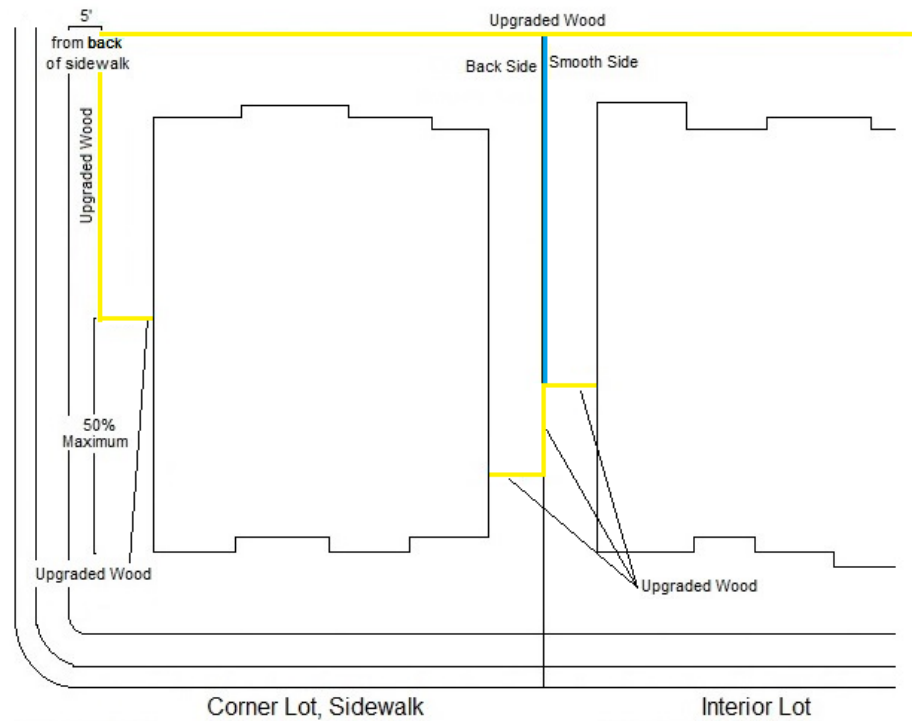 5'
from back
of sidewalk
Upgraded Wood
Back Side
Smooth Side
Upgraded Wood
50%
Maximum
Upgraded Wood
Upgraded Wood
Corner Lot, Sidewalk
Interior Lot